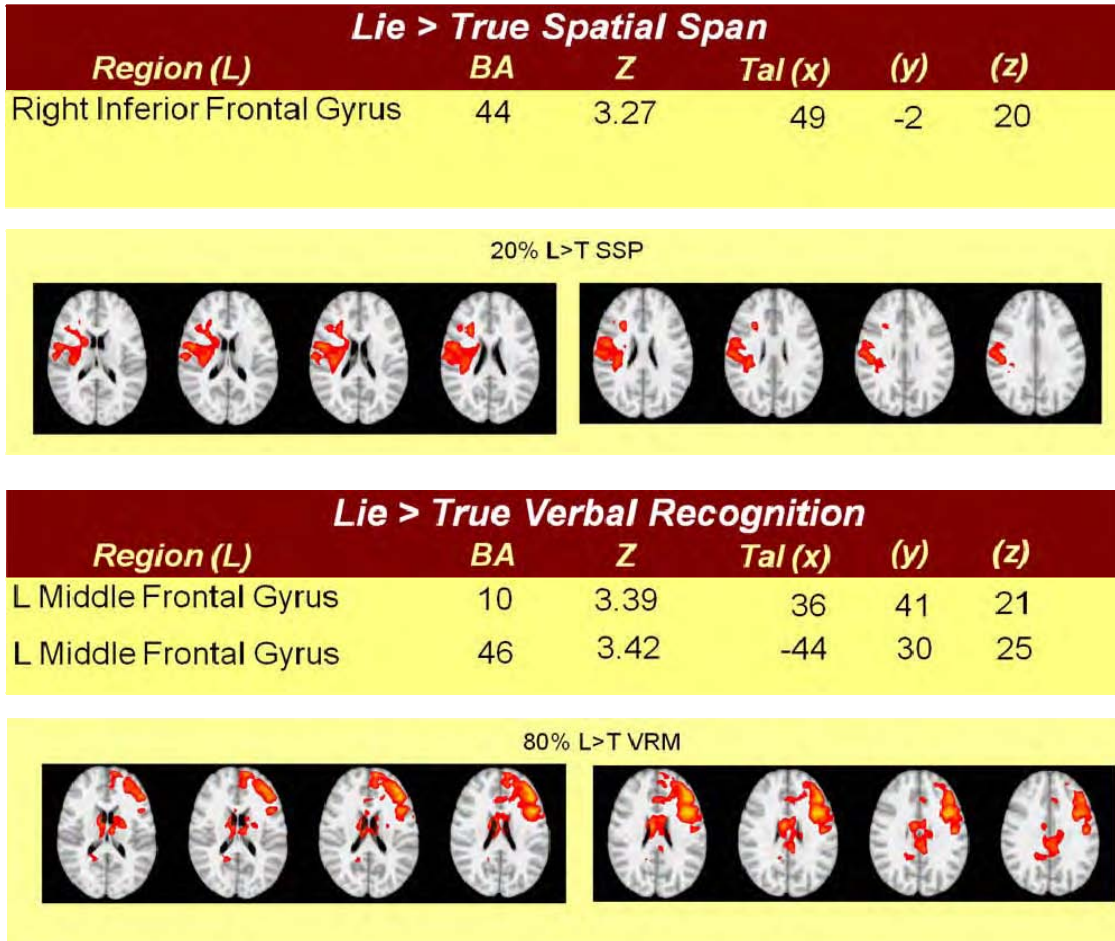 Lie > True Spatial Span
Region (L) BA Z Tal (x) (y) (z)
Right Inferior Frontal Gyrus 44 3.27 49 -2 20
20% L>T SSP
Lie > True Verbal Recognition
Region (L) BA Z Tal (x) (y) (z)
L Middle Frontal Gyrus 10 3.39 36 41 21
L Middle Frontal Gyrus 46 3.42 -44 30 25
80% L>T VRM